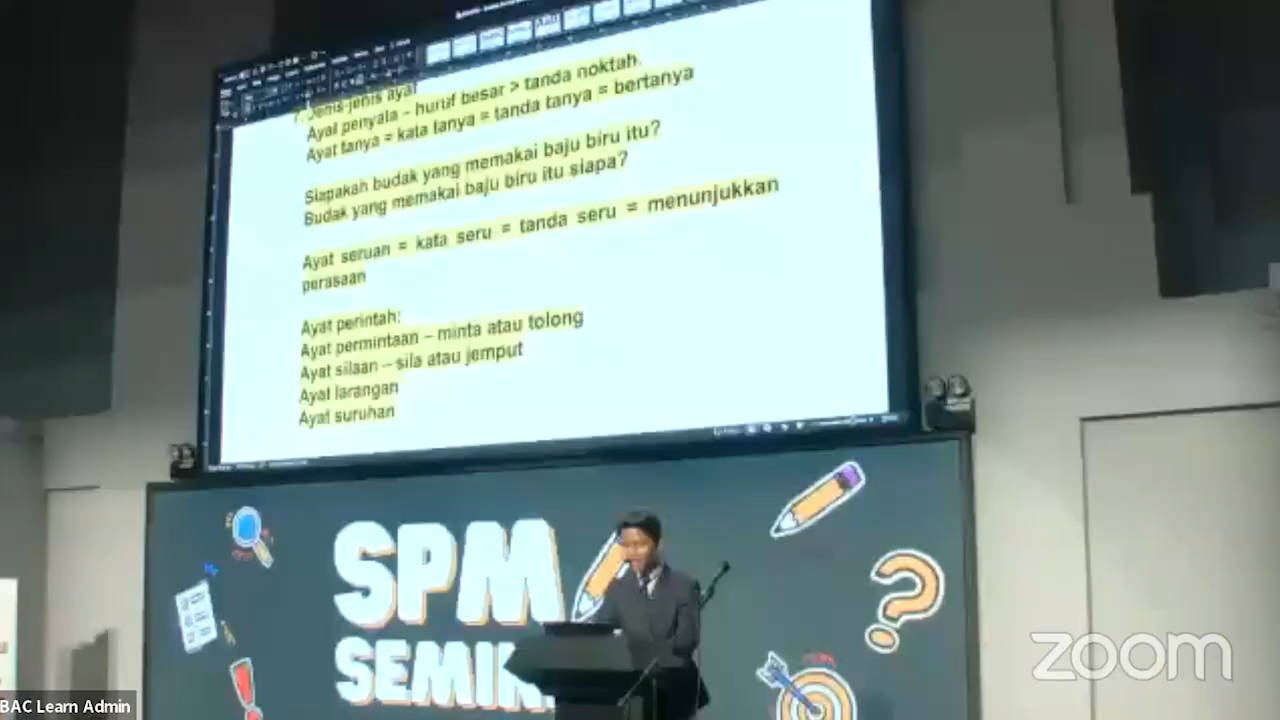 7. Jenis-jenis ayat
Ayat penyata – huruf besar > tanda noktah.
Ayat tanya = kata tanya = tanda tanya = bertanya
Siapakah budak yang memakai baju biru itu?
Budak yang memakai baju biru itu siapa?
Ayat seruan = kata seru = tanda seru = menunjukkan
perasaan
Ayat perintah:
Ayat permintaan – minta atau tolong
Ayat silaan – sila atau jemput
Ayat larangan
Ayat suruhan
SPM
zoom
BAC Learn Admin